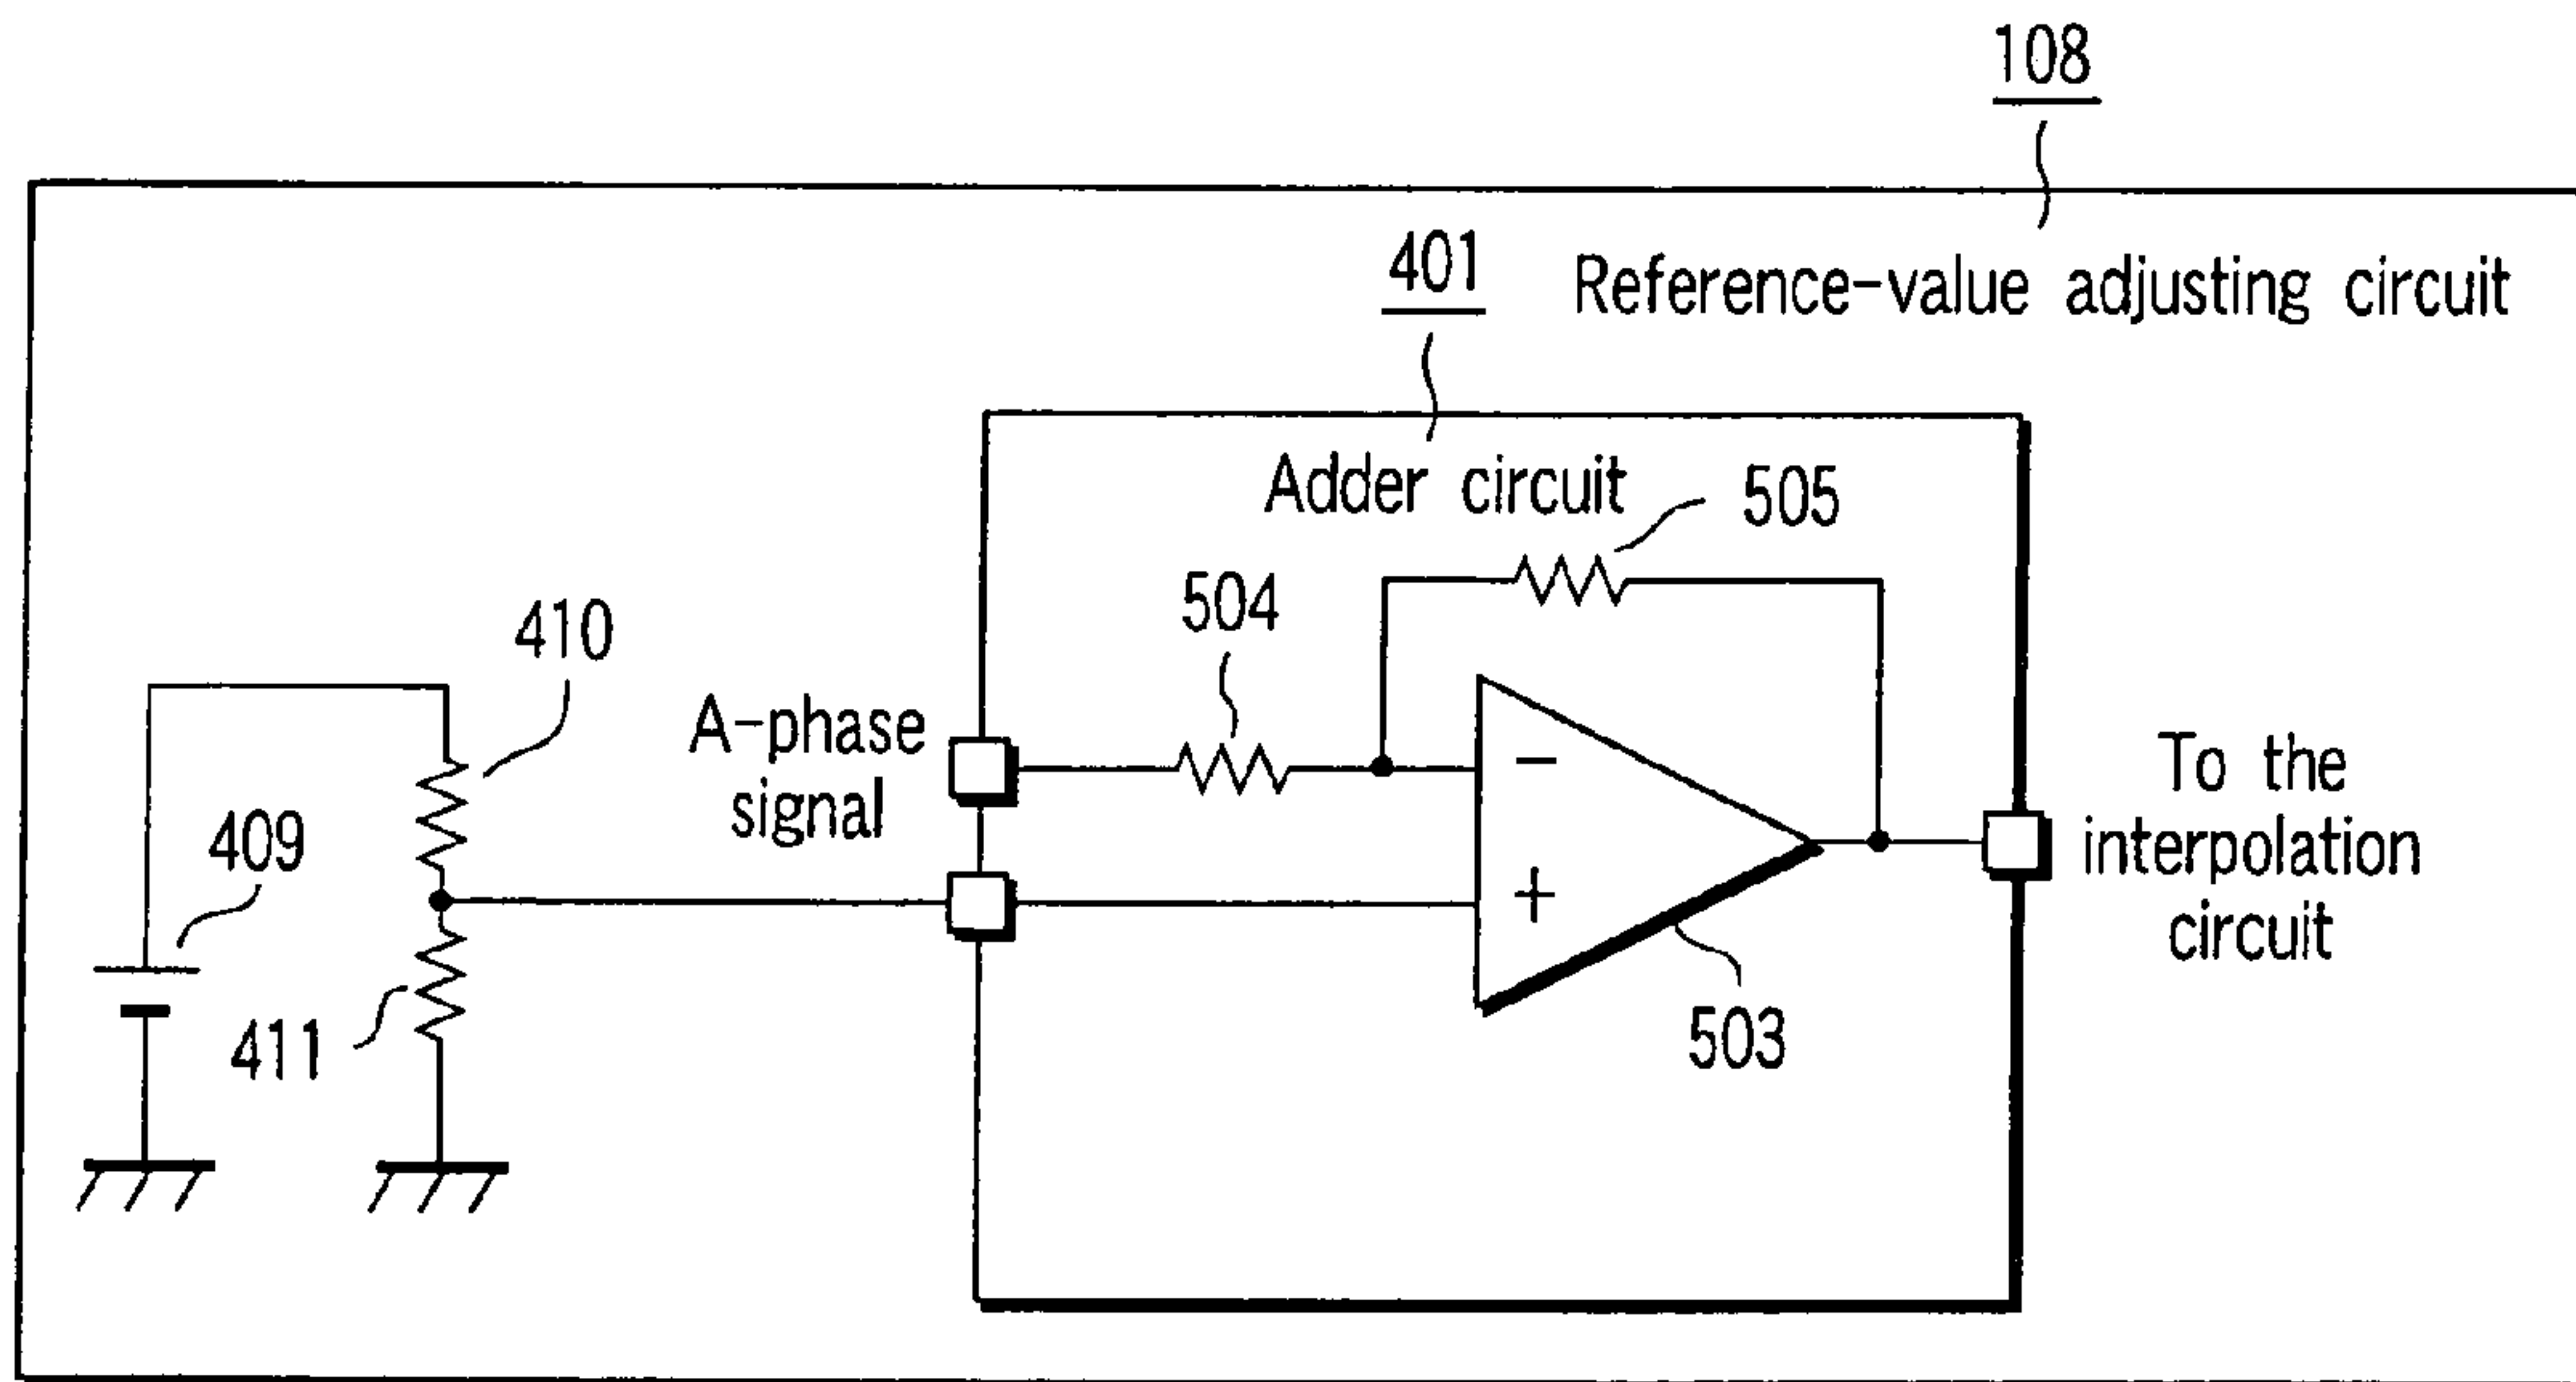 108
401
Reference-value adjusting circuit
Adder circuit
505
504
410
A-phase
signal
409
411
−
+
503
To the
interpolation
circuit